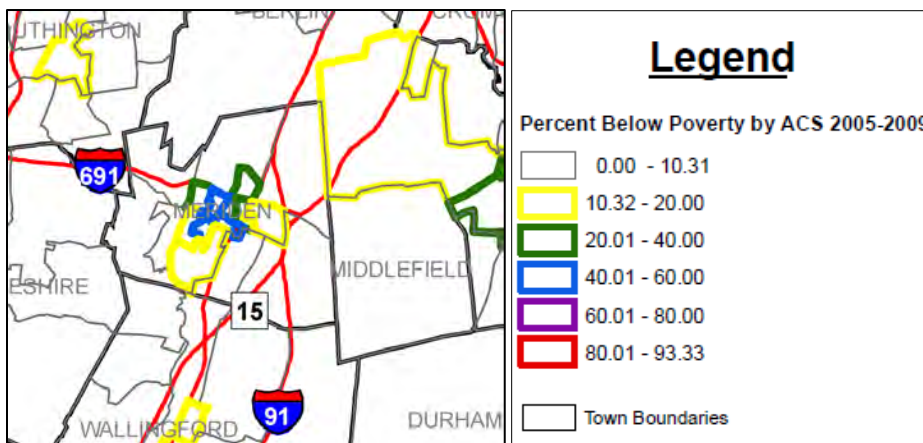 BERLIN
CROM
UTHINGTON
691
MERIDEN
MIDDLEFIELD
ESHIRE
15
91
WALLINGFORD
DURHAM
Legend
Percent Below Poverty by ACS 2005-2009
0.00 - 10.31
10.32 - 20.00
20.01 - 40.00
40.01 - 60.00
60.01 - 80.00
80.01 - 93.33
Town Boundaries